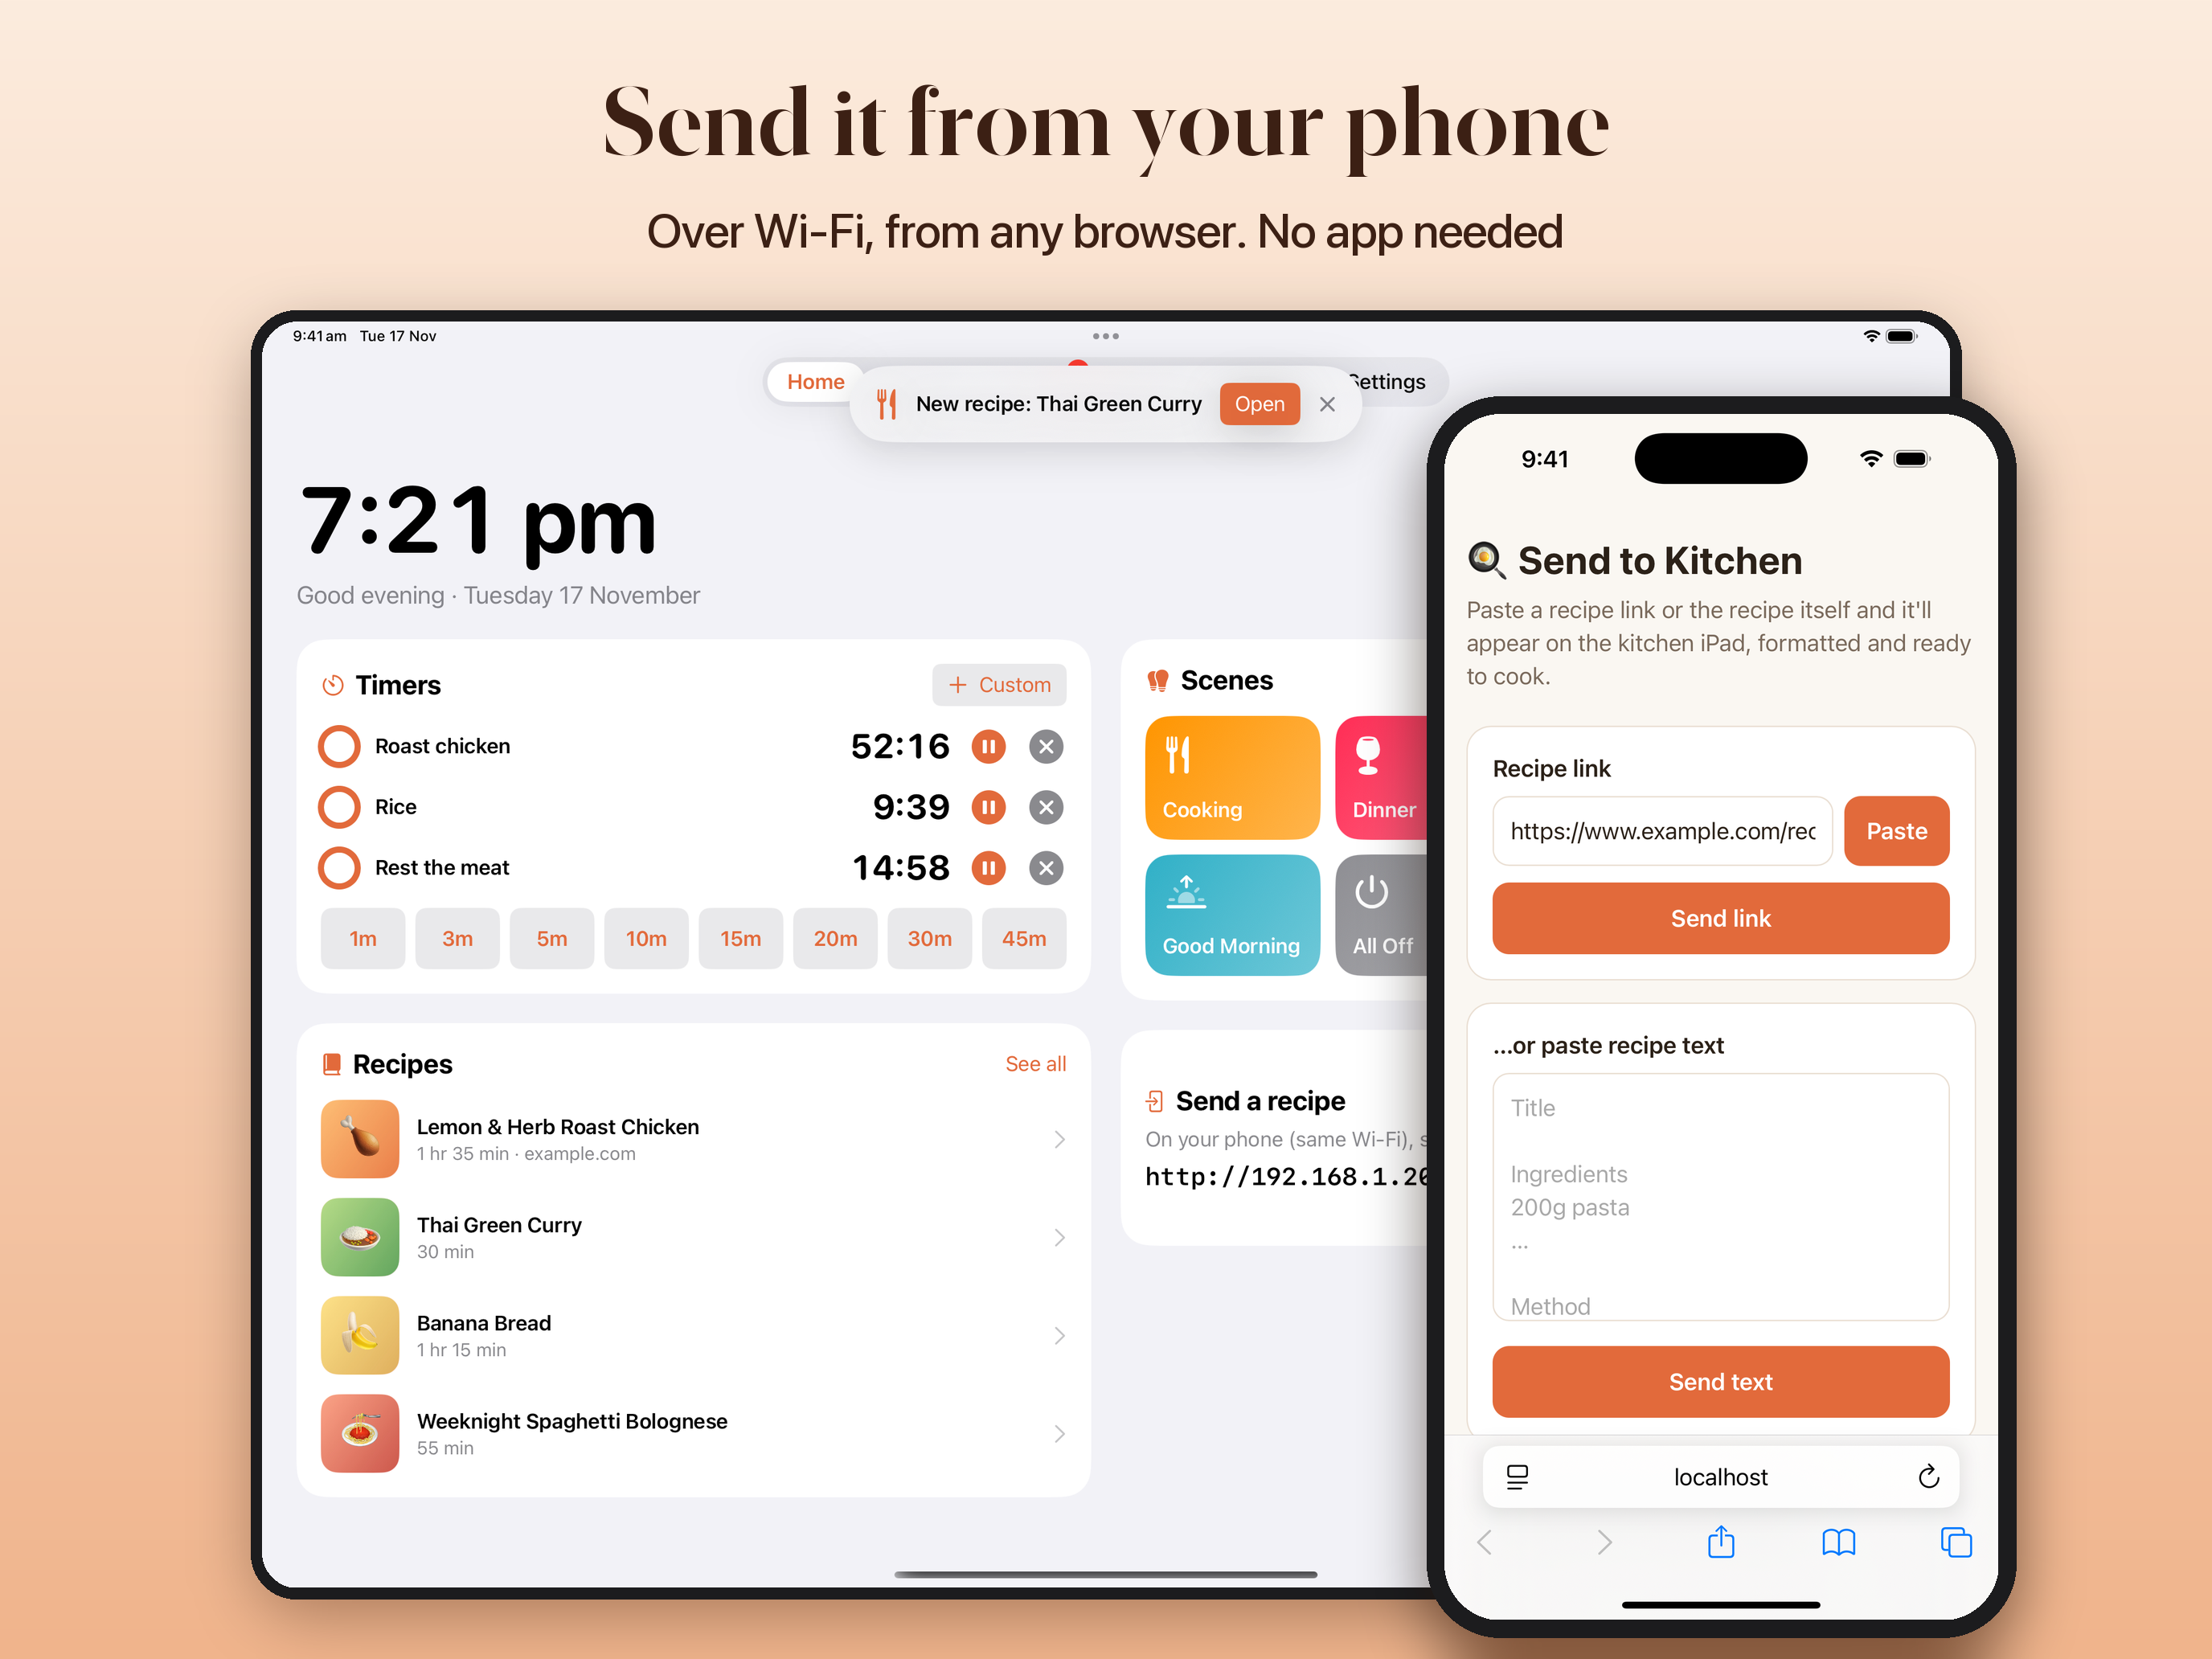 Send it from your phone
Over Wi-Fi, from any browser. No app needed
9:41 am Tue 17 Nov
Home
Settings
New recipe: Thai Green Curry
Open
7:21 pm
Good evening · Tuesday 17 November
Timers
+ Custom
Roast chicken 52:16
Rice 9:39
Rest the meat 14:58
1m 3m 5m 10m 15m 20m 30m 45m
Recipes
See all
Lemon & Herb Roast Chicken
1 hr 35 min · example.com
Thai Green Curry
30 min
Banana Bread
1 hr 15 min
Weeknight Spaghetti Bolognese
55 min
Scenes
Cooking
Dinner
Good Morning
All Off
Send a recipe
On your phone (same Wi-Fi), s
http://192.168.1.20
9:41
Send to Kitchen
Paste a recipe link or the recipe itself and it'll
appear on the kitchen iPad, formatted and ready
to cook.
Recipe link
https://www.example.com/rec
Paste
Send link
...or paste recipe text
Title
Ingredients
200g pasta
...
Method
Send text
localhost